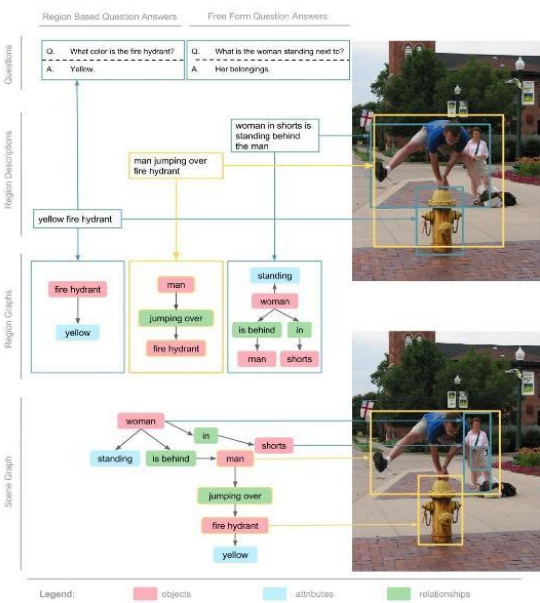 Region Based Question Answers
Free Form Question Answers
Questions
Q. What color is the fire hydrant?
A. Yellow.
Q. What is the woman standing next to?
A. Her belongings.
Region Descriptions
woman in shorts is
standing behind
the man
man jumping over
fire hydrant
yellow fire hydrant
Region Graphs
fire hydrant
yellow
man
jumping over
fire hydrant
standing
woman
is behind
in
man
shorts
Scene Graph
woman
in
shorts
standing
is behind
man
jumping over
fire hydrant
yellow
Legend:
objects
attributes
relationships